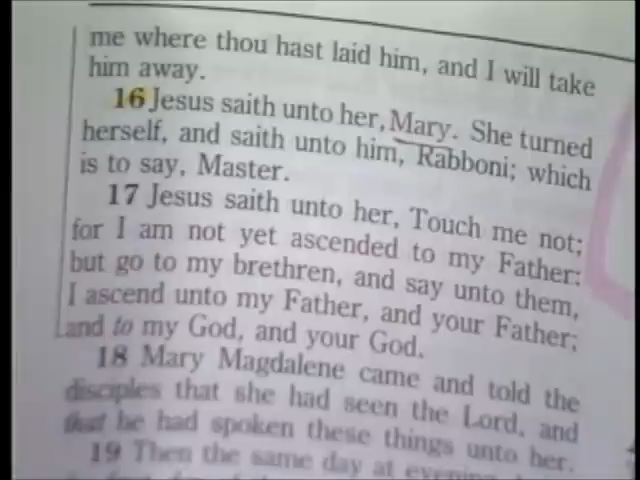 me where thou hast laid him, and I will take
him away.
16 Jesus saith unto her, Mary. She turned
herself, and saith unto him, Rabboni; which
is to say, Master.
17 Jesus saith unto her, Touch me not;
for I am not yet ascended to my Father:
but go to my brethren, and say unto them,
I ascend unto my Father, and your Father;
and to my God, and your God.
18 Mary Magdalene came and told the
disciples that she had seen the Lord, and
that he had spoken these things unto her.
19 Then the same day at evening